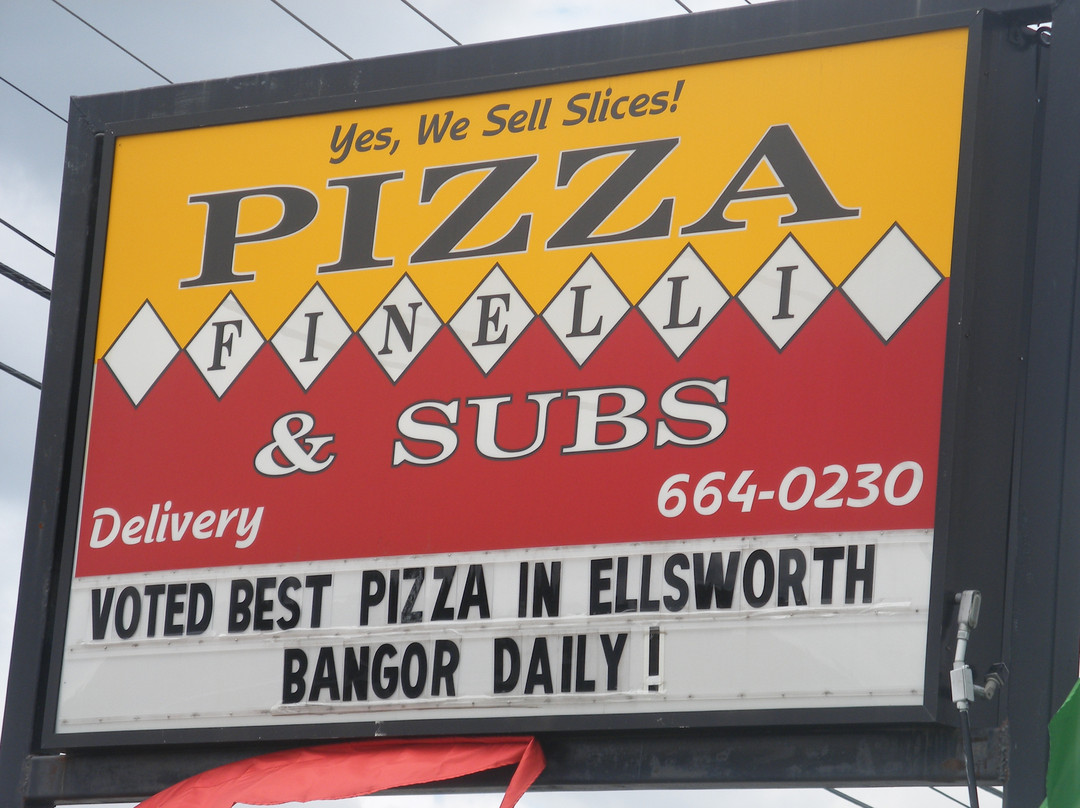 Yes, We Sell Slices!
PIZZA
FINELLI
& SUBS
Delivery 664-0230
VOTED BEST PIZZA IN ELLSWORTH
BANGOR DAILY!